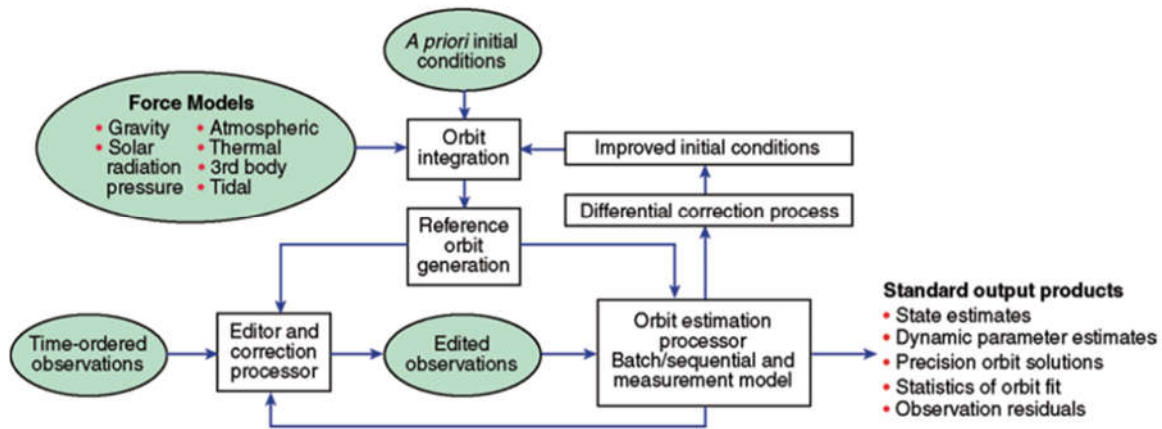 A priori initial
conditions
Force Models
• Gravity
• Solar
radiation
pressure
• Atmospheric
• Thermal
• 3rd body
• Tidal
Orbit
integration
Improved initial conditions
Differential correction process
Reference
orbit
generation
Time-ordered
observations
Editor and
correction
processor
Edited
observations
Orbit estimation
processor
Batch/sequential and
measurement model
Standard output products
• State estimates
• Dynamic parameter estimates
• Precision orbit solutions
• Statistics of orbit fit
• Observation residuals